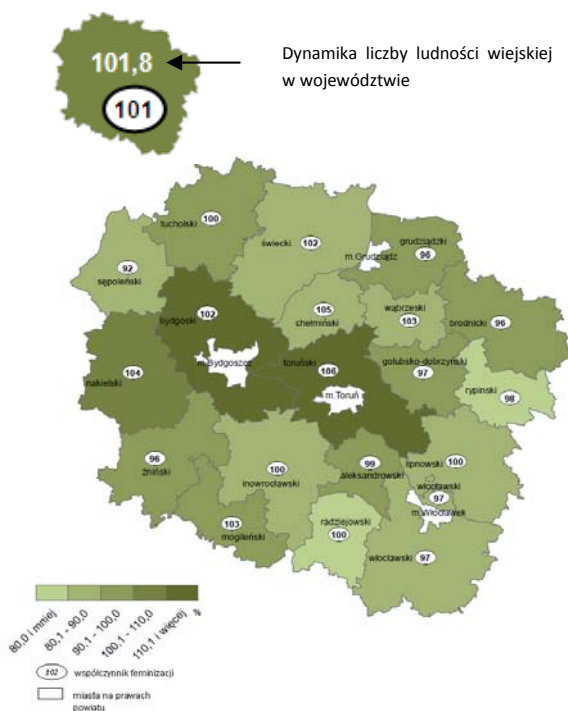 101,8
101
Dynamika liczby ludności wiejskiej
w województwie
tucholski
100
świecki
102
m.Grudziądz
grudziądzki
96
92
sępoleński
105
chełmiński
wąbrzeski
103
brodnicki
96
bydgoski
102
m.Bydgoszcz
toruński
106
m.Toruń
golubsko-dobrzyński
97
rypiński
98
104
nakielski
96
żniński
100
inowrocławski
99
aleksandrowski
lipnowski
100
włocławski
97
m.Włocławek
103
mogileński
radziejowski
100
włocławski
97
80,0 i mniej
80,1 - 90,0
90,1 - 100,0
100,1 - 110,0
110,1 i więcej
%
102 współczynnik feminizacji
miasta na prawach
powiatu